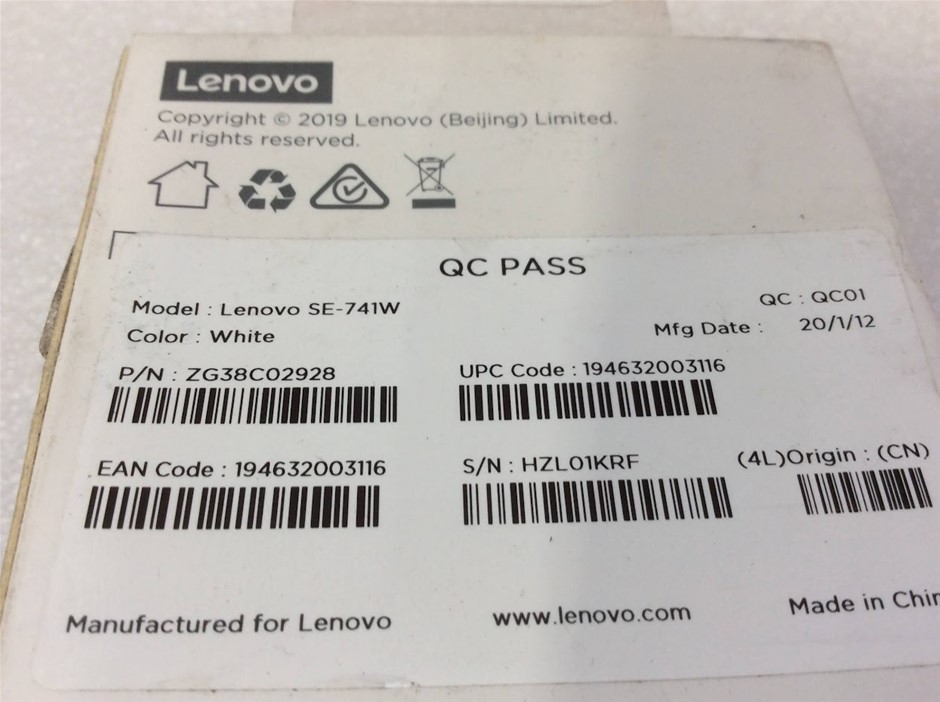 Lenovo
Copyright © 2019 Lenovo (Beijing) Limited.
All rights reserved.
QC PASS
Model : Lenovo SE-741W
QC : QC01
Color : White
Mfg Date : 20/1/12
P/N : ZG38C02928
UPC Code : 194632003116
EAN Code : 194632003116
S/N : HZL01KRF
(4L)Origin : (CN)
Manufactured for Lenovo
www.lenovo.com
Made in Chin